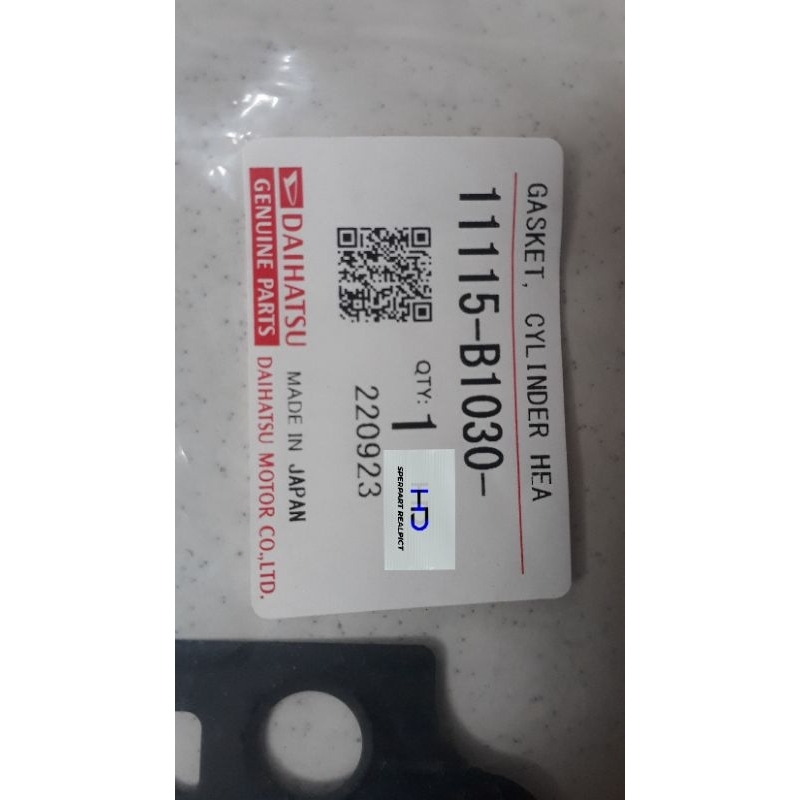 GASKET, CYLINDER HEA
11115-B1030-
QTY: 1
220923
HD
SPERPART REALPICT
DAIHATSU
GENUINE PARTS
MADE IN JAPAN
DAIHATSU MOTOR CO.,LTD.